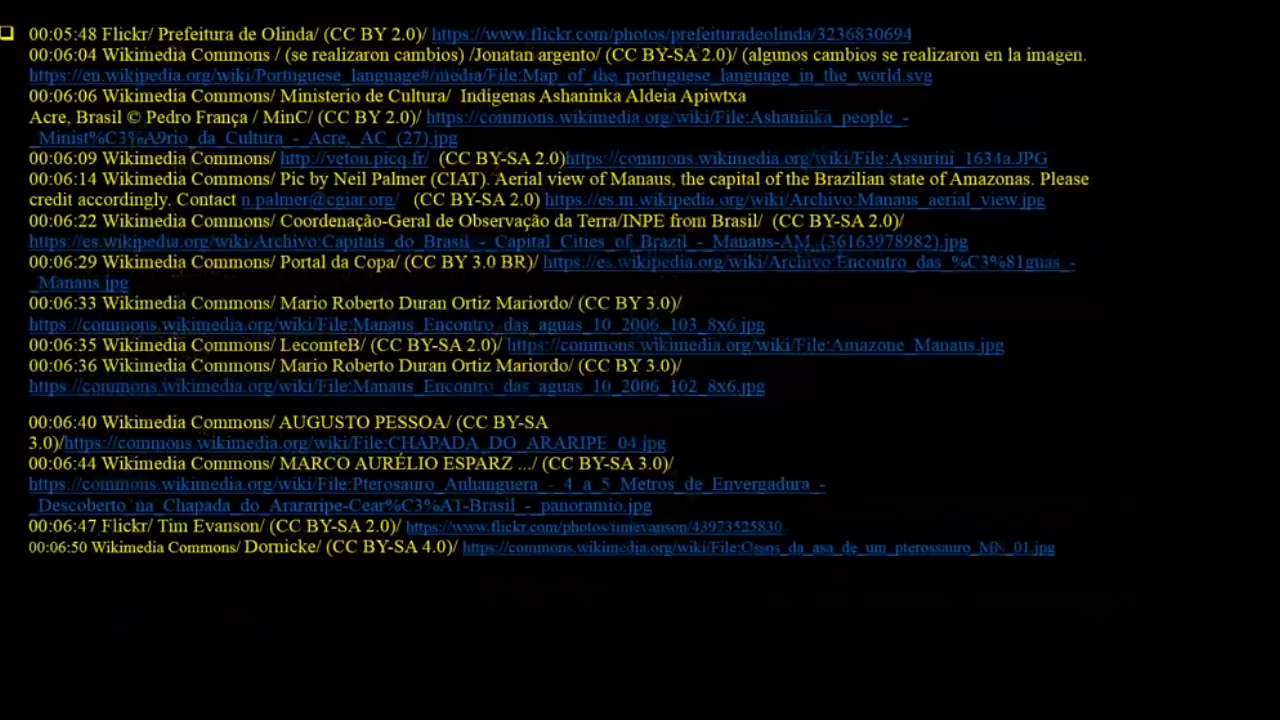 ❑ 00:05:48 Flickr/ Prefeitura de Olinda/ (CC BY 2.0)/ https://www.flickr.com/photos/prefeituradeolinda/3236830694
00:06:04 Wikimedia Commons / (se realizaron cambios) /Jonatan argento/ (CC BY-SA 2.0)/ (algunos cambios se realizaron en la imagen.
https://en.wikipedia.org/wiki/Portuguese_language#/media/File:Map_of_the_portuguese_language_in_the_world.svg
00:06:06 Wikimedia Commons/ Ministerio de Cultura/ Indígenas Ashaninka Aldeia Apiwtxa
Acre, Brasil © Pedro França / MinC/ (CC BY 2.0)/ https://commons.wikimedia.org/wiki/File:Ashaninka_people_-
_Minist%C3%A9rio_da_Cultura_-_Acre,_AC_(27).jpg
00:06:09 Wikimedia Commons/ http://veton.picq.fr/ (CC BY-SA 2.0)https://commons.wikimedia.org/wiki/File:Assurini_1634a.JPG
00:06:14 Wikimedia Commons/ Pic by Neil Palmer (CIAT). Aerial view of Manaus, the capital of the Brazilian state of Amazonas. Please
credit accordingly. Contact n.palmer@cgiar.org/ (CC BY-SA 2.0) https://es.m.wikipedia.org/wiki/Archivo:Manaus_aerial_view.jpg
00:06:22 Wikimedia Commons/ Coordenação-Geral de Observação da Terra/INPE from Brasil/ (CC BY-SA 2.0)/
https://es.wikipedia.org/wiki/Archivo:Capitais_do_Brasil_-_Capital_Cities_of_Brazil_-_Manaus-AM_(36163978982).jpg
00:06:29 Wikimedia Commons/ Portal da Copa/ (CC BY 3.0 BR)/ https://es.wikipedia.org/wiki/Archivo:Encontro_das_%C3%81guas_-
_Manaus.jpg
00:06:33 Wikimedia Commons/ Mario Roberto Duran Ortiz Mariordo/ (CC BY 3.0)/
https://commons.wikimedia.org/wiki/File:Manaus_Encontro_das_aguas_10_2006_103_8x6.jpg
00:06:35 Wikimedia Commons/ LecomteB/ (CC BY-SA 2.0)/ https://commons.wikimedia.org/wiki/File:Amazone_Manaus.jpg
00:06:36 Wikimedia Commons/ Mario Roberto Duran Ortiz Mariordo/ (CC BY 3.0)/
https://commons.wikimedia.org/wiki/File:Manaus_Encontro_das_aguas_10_2006_102_8x6.jpg
00:06:40 Wikimedia Commons/ AUGUSTO PESSOA/ (CC BY-SA
3.0)/https://commons.wikimedia.org/wiki/File:CHAPADA_DO_ARARIPE_04.jpg
00:06:44 Wikimedia Commons/ MARCO AURÉLIO ESPARZ .../ (CC BY-SA 3.0)/
https://commons.wikimedia.org/wiki/File:Pterosauro_Anhanguera_-_4_a_5_Metros_de_Envergadura_-
_Descoberto_na_Chapada_do_Arararipe-Cear%C3%A1-Brasil_-_panoramio.jpg
00:06:47 Flickr/ Tim Evanson/ (CC BY-SA 2.0)/ https://www.flickr.com/photos/timevanson/43973525830
00:06:50 Wikimedia Commons/ Dornicke/ (CC BY-SA 4.0)/ https://commons.wikimedia.org/wiki/File:Ossos_da_asa_de_um_pterossauro_MN_01.jpg